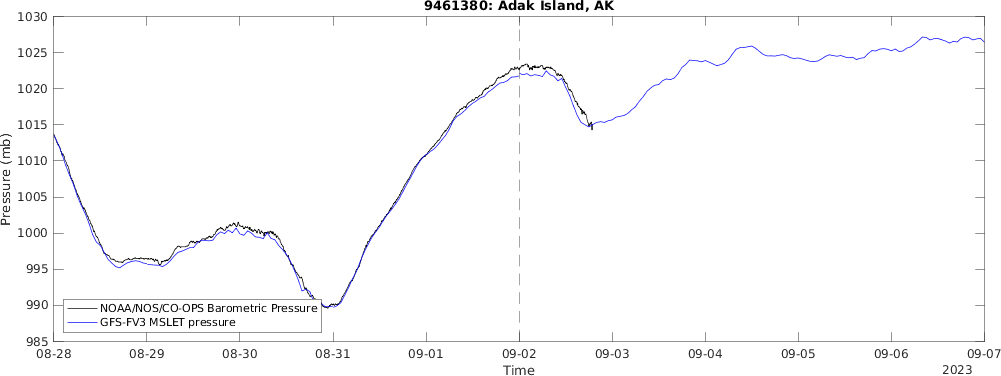 9461380: Adak Island, AK
Pressure (mb)
1030
1025
1020
1015
1010
1005
1000
995
990
985
NOAA/NOS/CO-OPS Barometric Pressure
GFS-FV3 MSLET pressure
08-28 08-29 08-30 08-31 09-01 09-02 09-03 09-04 09-05 09-06 09-07
Time
2023